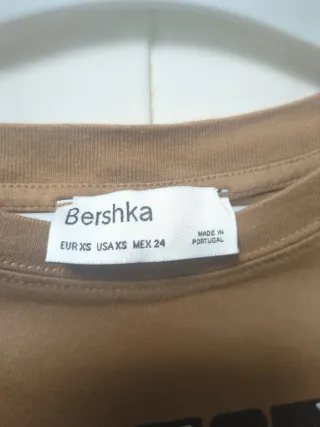 Bershka
EUR XS USA XS MEX 24
MADE IN
PORTUGAL